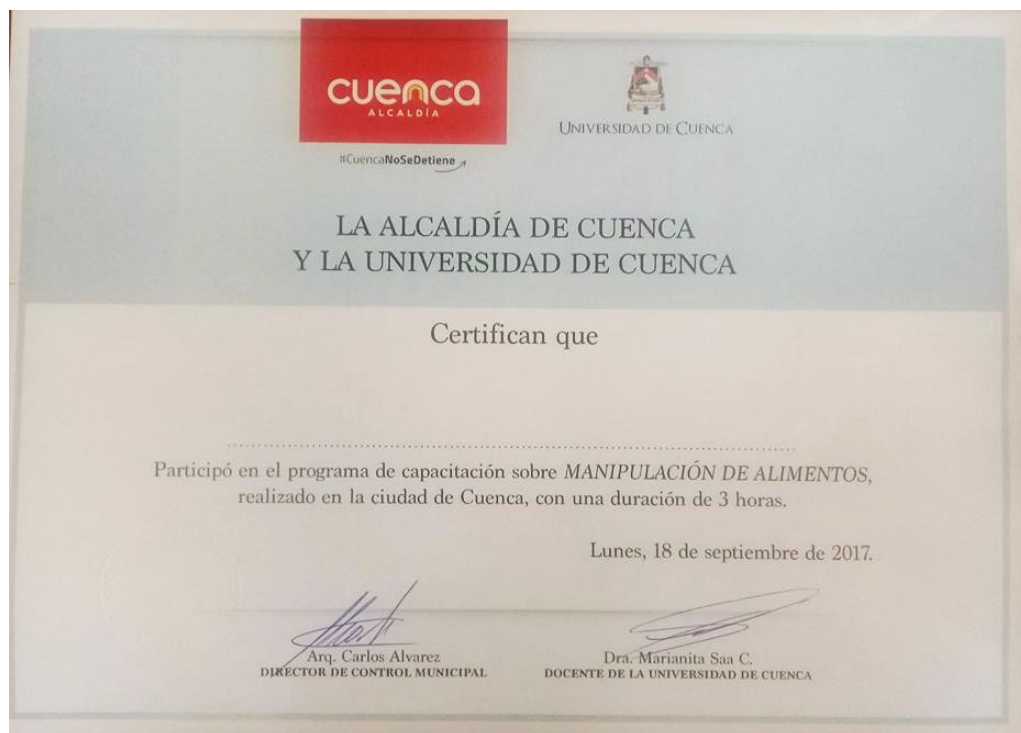 cuenca
ALCALDÍA
#CuencaNoSeDetiene
UNIVERSIDAD DE CUENCA
LA ALCALDÍA DE CUENCA
Y LA UNIVERSIDAD DE CUENCA
Certifican que
Participó en el programa de capacitación sobre MANIPULACIÓN DE ALIMENTOS,
realizado en la ciudad de Cuenca, con una duración de 3 horas.
Lunes, 18 de septiembre de 2017.
Arq. Carlos Alvarez
DIRECTOR DE CONTROL MUNICIPAL
Dra. Marianita Saa C.
DOCENTE DE LA UNIVERSIDAD DE CUENCA